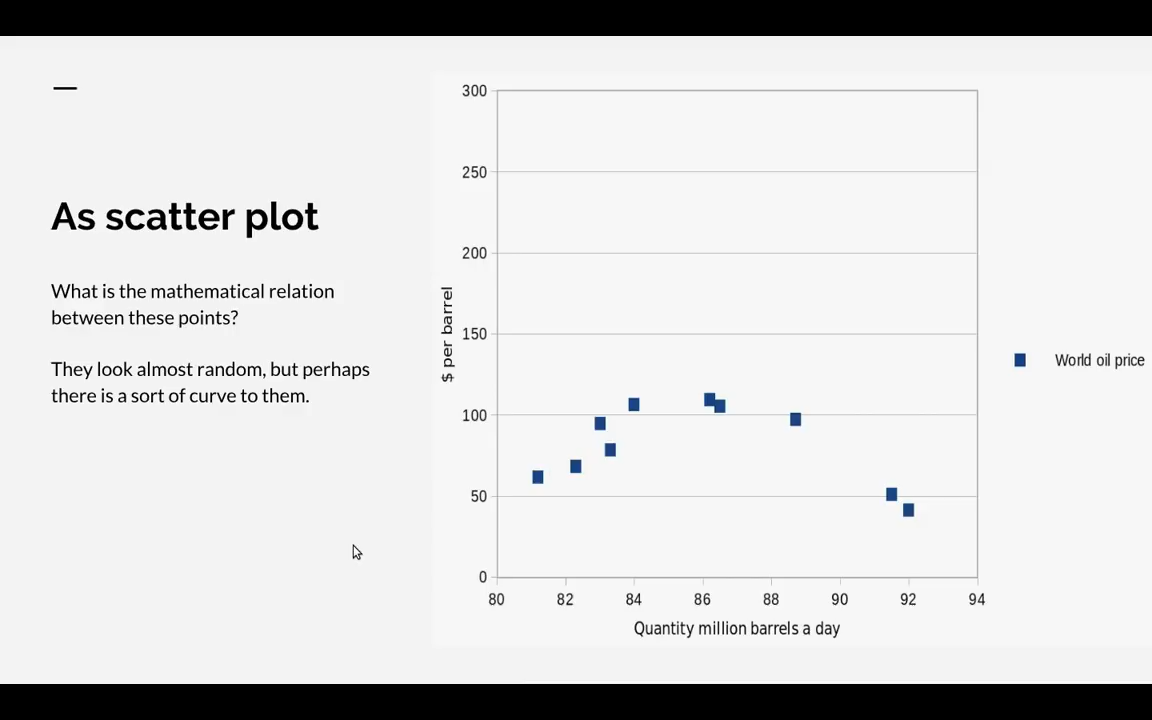 As scatter plot
What is the mathematical relation
between these points?
They look almost random, but perhaps
there is a sort of curve to them.
300
250
200
150
100
50
0
$ per barrel
80 82 84 86 88 90 92 94
Quantity million barrels a day
World oil price